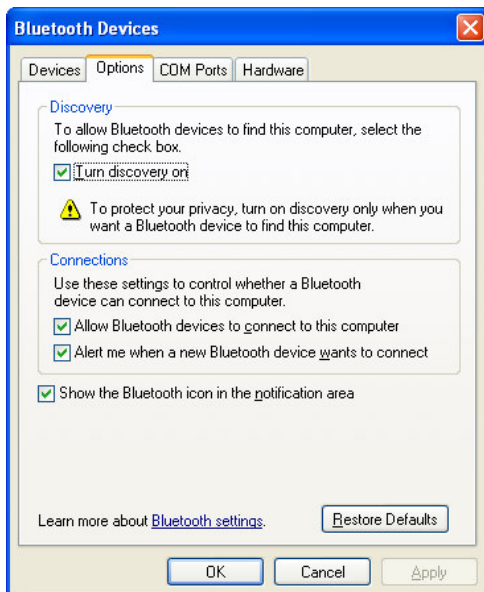 Bluetooth Devices
Devices Options COM Ports Hardware
Discovery
To allow Bluetooth devices to find this computer, select the
following check box.
Turn discovery on
To protect your privacy, turn on discovery only when you
want a Bluetooth device to find this computer.
Connections
Use these settings to control whether a Bluetooth
device can connect to this computer.
Allow Bluetooth devices to connect to this computer
Alert me when a new Bluetooth device wants to connect
Show the Bluetooth icon in the notification area
Learn more about Bluetooth settings. Restore Defaults
OK Cancel Apply